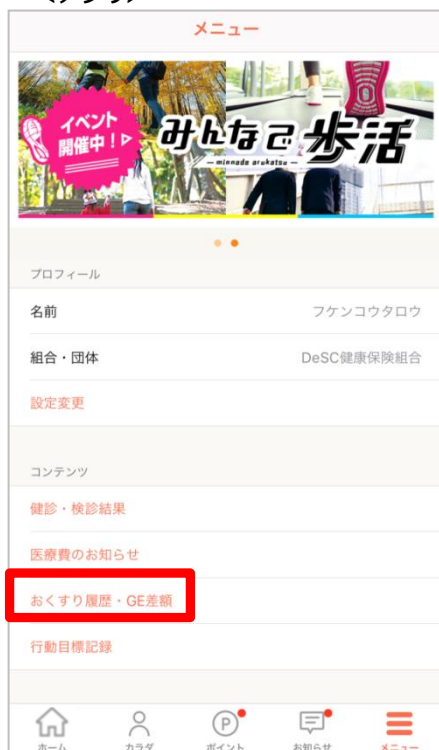 メニュー
イベント
開催中！
みんなで歩活
— minnade arukatsu —
プロフィール
名前 フケンコウタロウ
組合・団体 DeSC健康保険組合
設定変更
コンテンツ
健診・検診結果
医療費のお知らせ
おくすり履歴・GE差額
行動目標記録
ホーム カラダ ポイント お知らせ メニュー